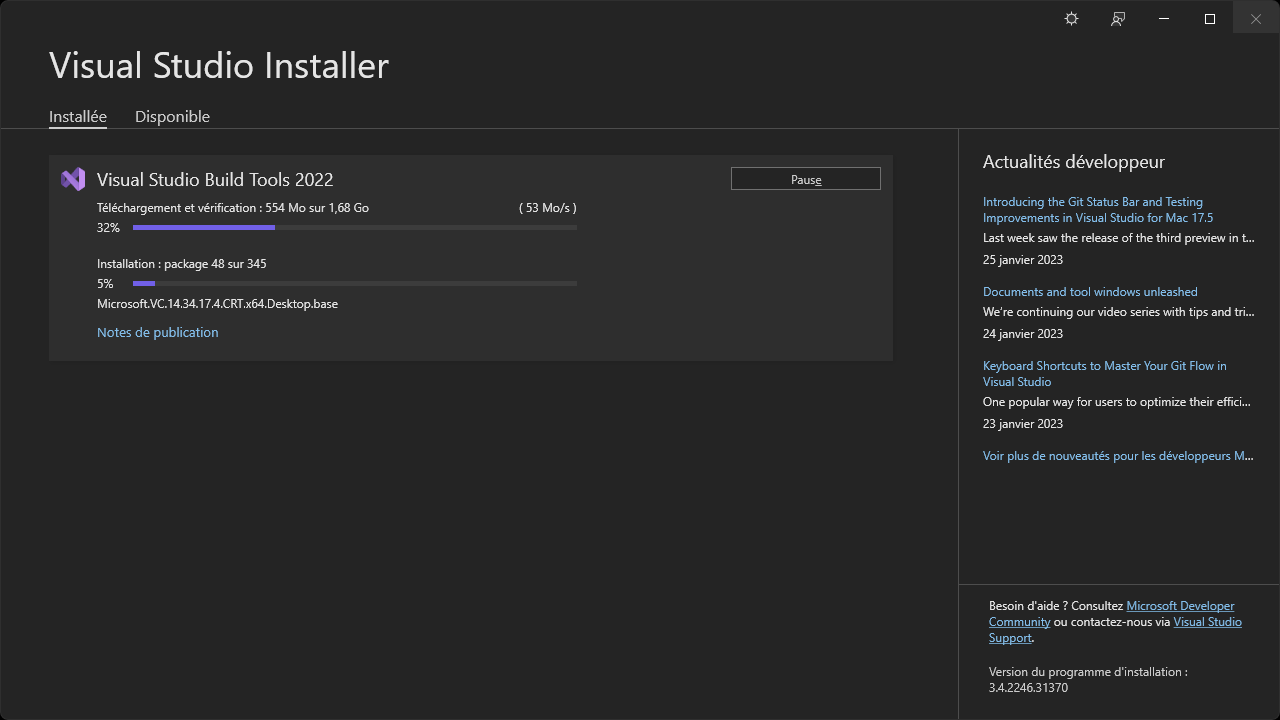 Visual Studio Installer
Installée
Disponible
Visual Studio Build Tools 2022
Pause
Téléchargement et vérification : 554 Mo sur 1,68 Go
( 53 Mo/s )
32%
Installation : package 48 sur 345
5%
Microsoft.VC.14.34.17.4.CRT.x64.Desktop.base
Notes de publication
Actualités développeur
Introducing the Git Status Bar and Testing
Improvements in Visual Studio for Mac 17.5
Last week saw the release of the third preview in t...
25 janvier 2023
Documents and tool windows unleashed
We're continuing our video series with tips and tri...
24 janvier 2023
Keyboard Shortcuts to Master Your Git Flow in
Visual Studio
One popular way for users to optimize their effici...
23 janvier 2023
Voir plus de nouveautés pour les développeurs M...
Besoin d'aide ? Consultez Microsoft Developer
Community ou contactez-nous via Visual Studio
Support.
Version du programme d'installation :
3.4.2246.31370